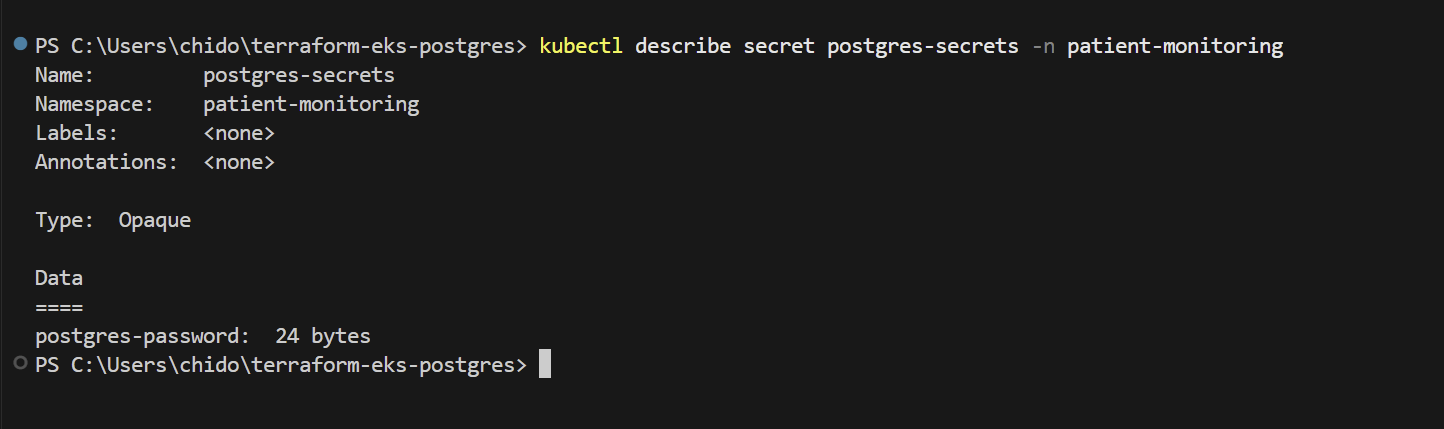 PS C:\Users\chido\terraform-eks-postgres> kubectl describe secret postgres-secrets -n patient-monitoring
Name:         postgres-secrets
Namespace:    patient-monitoring
Labels:       <none>
Annotations:  <none>

Type:  Opaque

Data
====
postgres-password:  24 bytes
PS C:\Users\chido\terraform-eks-postgres>